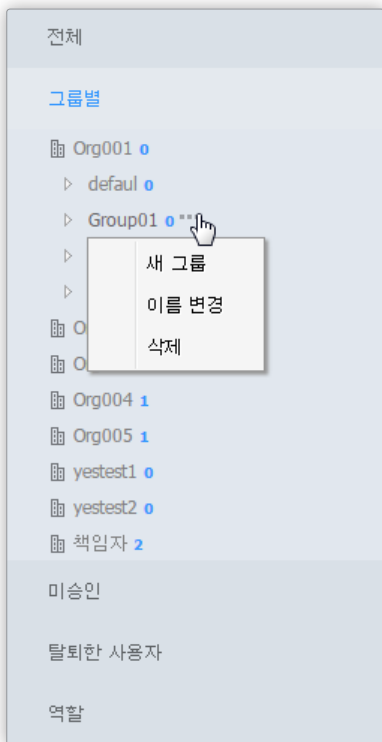 전체
그룹별
Org001 0
defaul 0
Group01 0
새 그룹
이름 변경
삭제
Org004 1
Org005 1
yestest1 0
yestest2 0
책임자 2
미승인
탈퇴한 사용자
역할